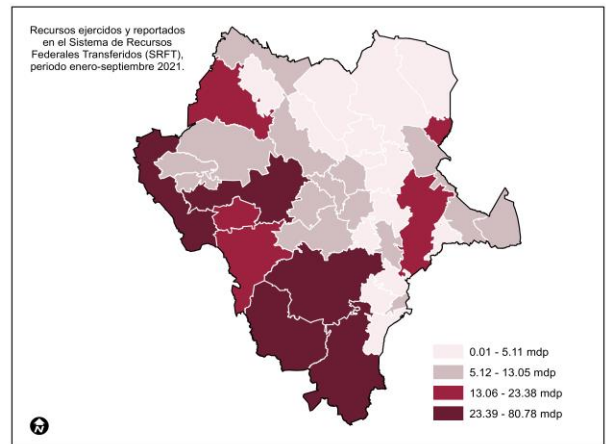 Recursos ejercidos y reportados
en el Sistema de Recursos
Federales Transferidos (SRFT),
periodo enero-septiembre 2021.
0.01 - 5.11 mdp
5.12 - 13.05 mdp
13.06 - 23.38 mdp
23.39 - 80.78 mdp
N